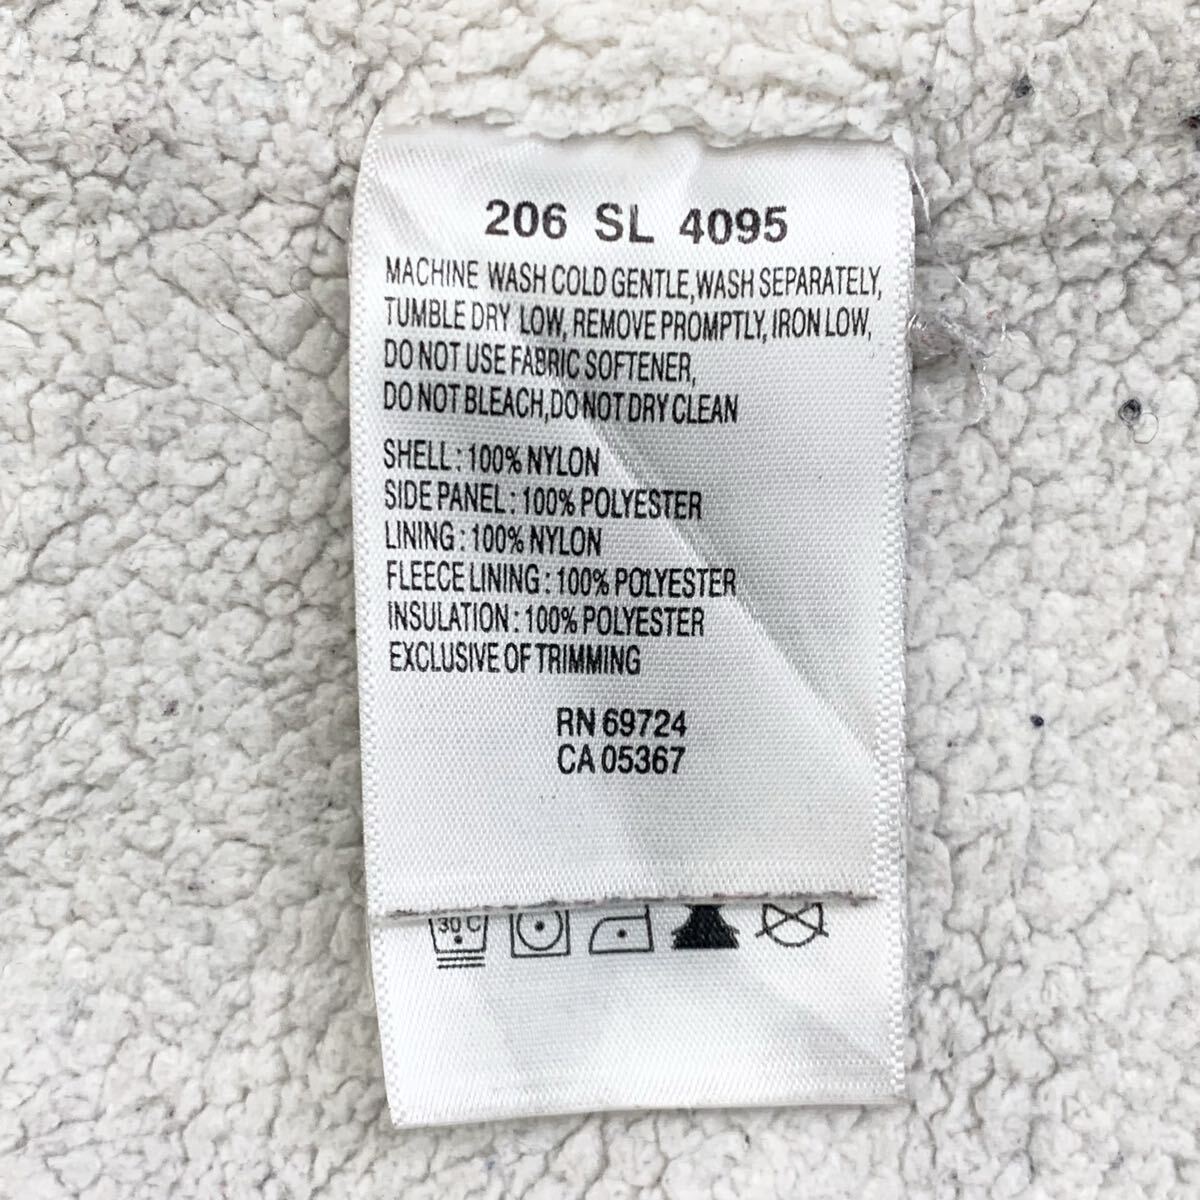 206 SL 4095
MACHINE WASH COLD GENTLE,WASH SEPARATELY,
TUMBLE DRY LOW, REMOVE PROMPTLY, IRON LOW,
DO NOT USE FABRIC SOFTENER,
DO NOT BLEACH,DO NOT DRY CLEAN
SHELL : 100% NYLON
SIDE PANEL : 100% POLYESTER
LINING : 100% NYLON
FLEECE LINING : 100% POLYESTER
INSULATION : 100% POLYESTER
EXCLUSIVE OF TRIMMING
RN 69724
CA 05367
30 C